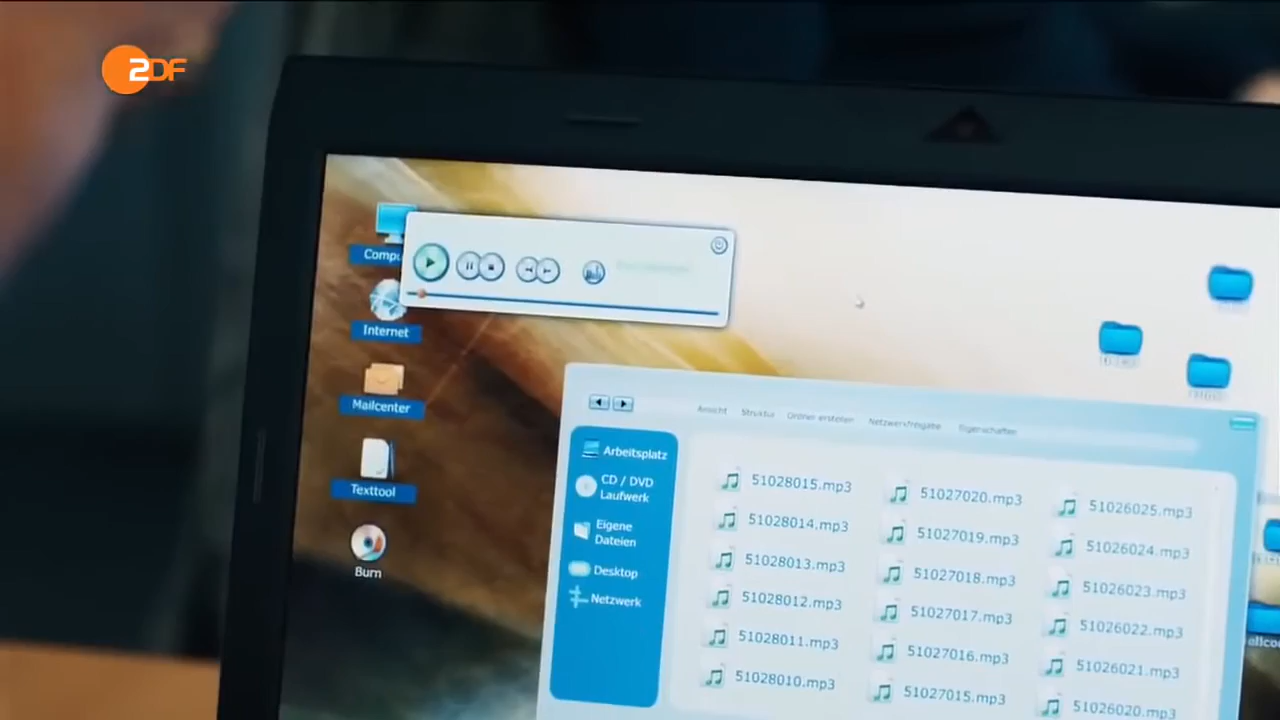 ZDF
Comp
Internet
Mailcenter
Texttool
Burn
Ansicht Struktur Ordner erstellen Netzwerkfreigabe Eigenschaften
Arbeitsplatz
CD / DVD
Laufwerk
Eigene
Dateien
Desktop
Netzwerk
51028015.mp3 51027020.mp3 51026025.mp3
51028014.mp3 51027019.mp3 51026024.mp3
51028013.mp3 51027018.mp3 51026023.mp3
51028012.mp3 51027017.mp3 51026022.mp3
51028011.mp3 51027016.mp3 51026021.mp3
51028010.mp3 51027015.mp3 51026020.mp3